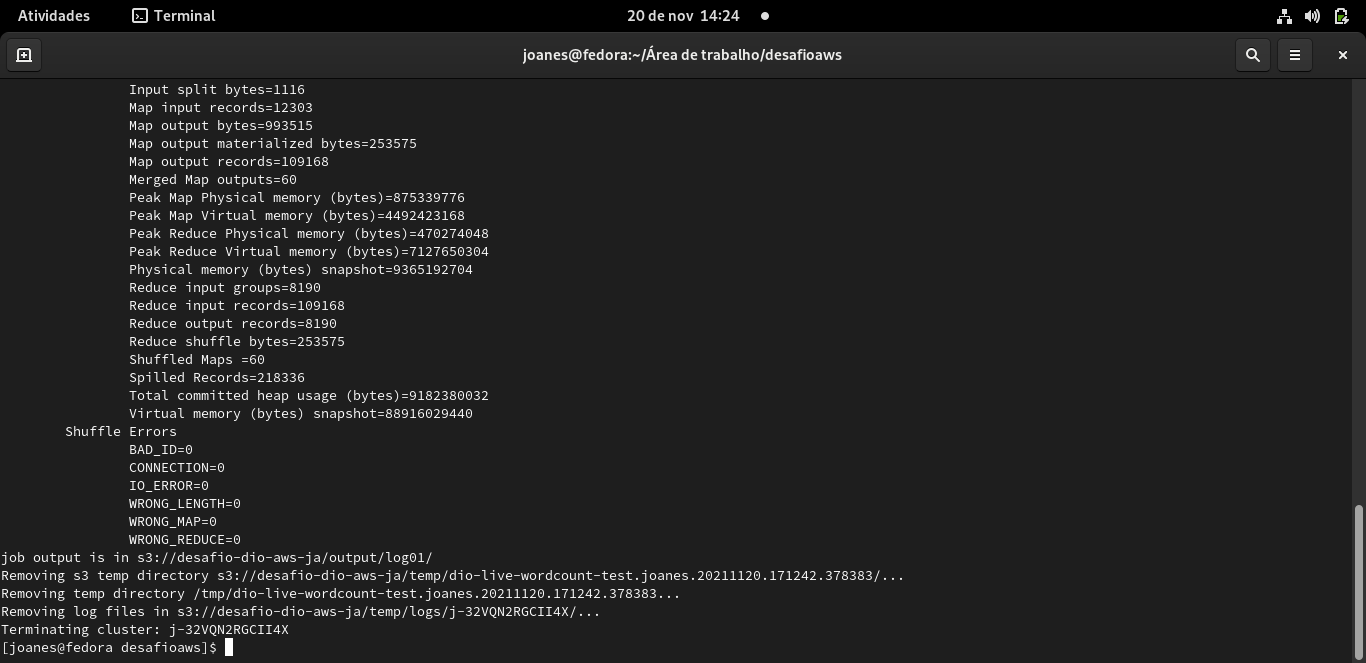 Atividades Terminal 20 de nov 14:24
joanes@fedora:~/Área de trabalho/desafioaws
Input split bytes=1116
Map input records=12303
Map output bytes=993515
Map output materialized bytes=253575
Map output records=109168
Merged Map outputs=60
Peak Map Physical memory (bytes)=875339776
Peak Map Virtual memory (bytes)=4492423168
Peak Reduce Physical memory (bytes)=470274048
Peak Reduce Virtual memory (bytes)=7127650304
Physical memory (bytes) snapshot=9365192704
Reduce input groups=8190
Reduce input records=109168
Reduce output records=8190
Reduce shuffle bytes=253575
Shuffled Maps =60
Spilled Records=218336
Total committed heap usage (bytes)=9182380032
Virtual memory (bytes) snapshot=88916029440
Shuffle Errors
BAD_ID=0
CONNECTION=0
IO_ERROR=0
WRONG_LENGTH=0
WRONG_MAP=0
WRONG_REDUCE=0
job output is in s3://desafio-dio-aws-ja/output/log01/
Removing s3 temp directory s3://desafio-dio-aws-ja/temp/dio-live-wordcount-test.joanes.20211120.171242.378383/...
Removing temp directory /tmp/dio-live-wordcount-test.joanes.20211120.171242.378383...
Removing log files in s3://desafio-dio-aws-ja/temp/logs/j-32VQN2RGCII4X/...
Terminating cluster: j-32VQN2RGCII4X
[joanes@fedora desafioaws]$